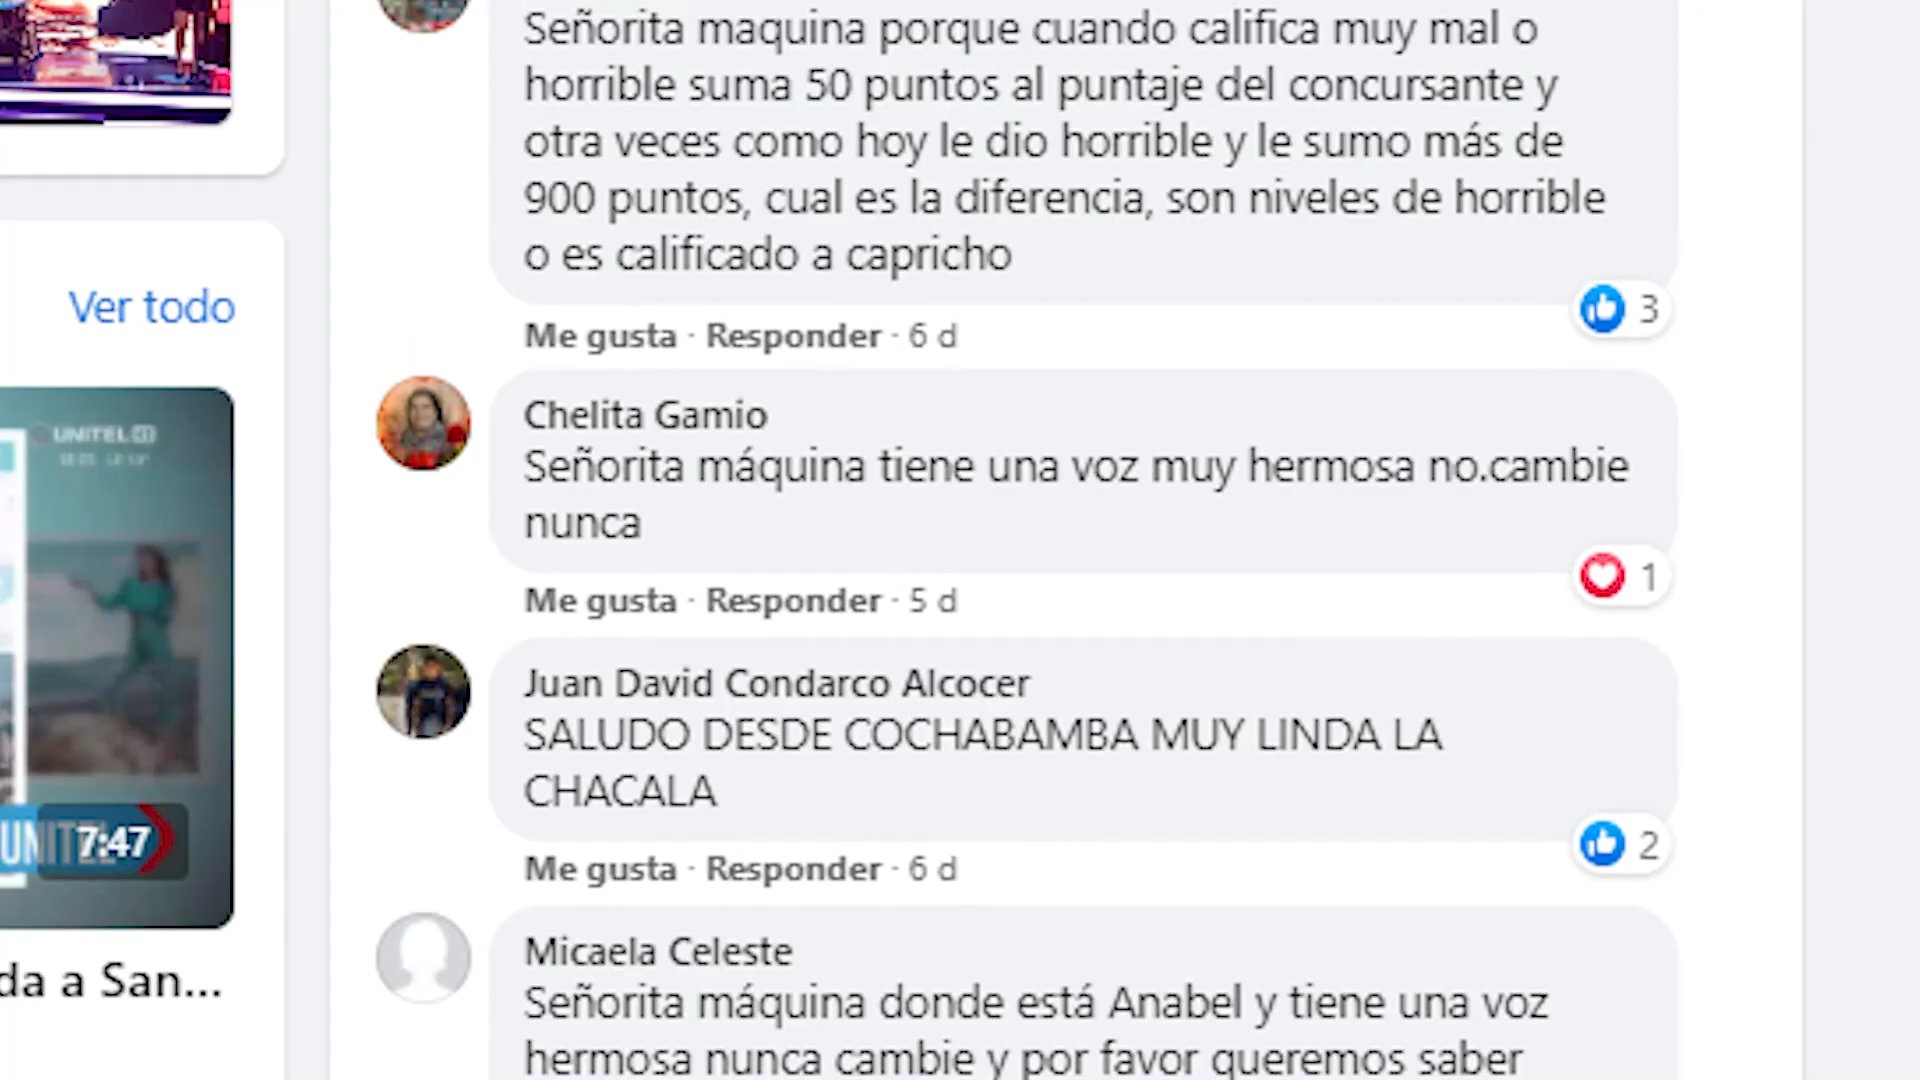 Señorita maquina porque cuando califica muy mal o
horrible suma 50 puntos al puntaje del concursante y
otra veces como hoy le dio horrible y le sumo más de
900 puntos, cual es la diferencia, son niveles de horrible
o es calificado a capricho
3
Me gusta · Responder · 6 d
Chelita Gamio
Señorita máquina tiene una voz muy hermosa no.cambie
nunca
1
Me gusta · Responder · 5 d
Juan David Condarco Alcocer
SALUDO DESDE COCHABAMBA MUY LINDA LA
CHACALA
2
Me gusta · Responder · 6 d
Micaela Celeste
Señorita máquina donde está Anabel y tiene una voz
hermosa nunca cambie y por favor queremos saber
Ver todo
UNITEL
7:47
da a San...